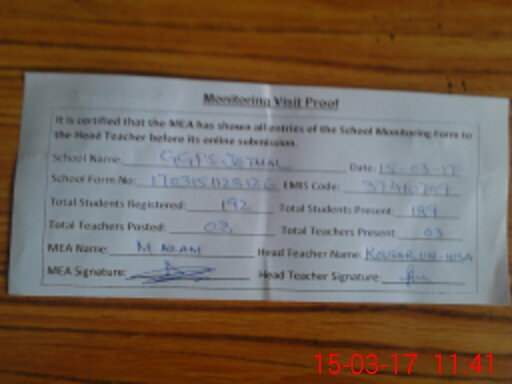 Monitoring Visit Proof
It is certified that the MEA has shown all entries of the School Monitoring Form to
the Head Teacher before its online submission.
School Name: GGPS Date: 15-03-17
School Form No: EMIS Code:
Total Students Registered: 192 Total Students Present: 189
Total Teachers Posted: 03 Total Teachers Present: 03
MEA Name: M AZAM Head Teacher Name:
MEA Signature: Head Teacher Signature
15-03-17 11:41